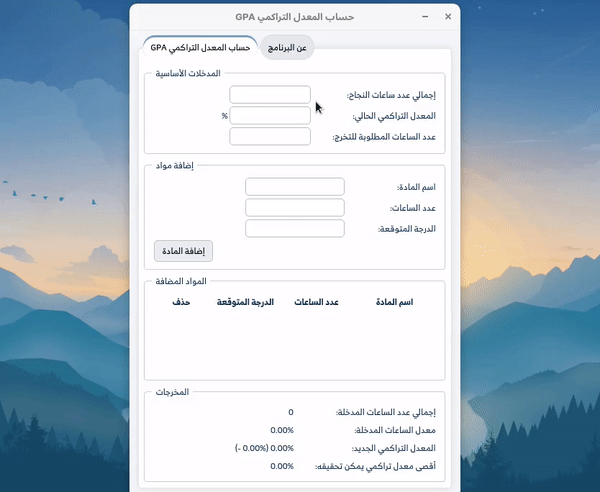 حساب المعدل التراكمي GPA
حساب المعدل التراكمي GPA
عن البرنامج
المدخلات الأساسية
إجمالي عدد ساعات النجاح:
المعدل التراكمي الحالي: %
عدد الساعات المطلوبة للتخرج:
إضافة مواد
اسم المادة:
عدد الساعات:
الدرجة المتوقعة:
إضافة المادة
المواد المضافة
اسم المادة عدد الساعات الدرجة المتوقعة حذف
المخرجات
إجمالي عدد الساعات المدخلة: 0
معدل الساعات المدخلة: 0.00%
المعدل التراكمي الجديد: 0.00% (0.00% -)
أقصى معدل تراكمي يمكن تحقيقه: 0.00%